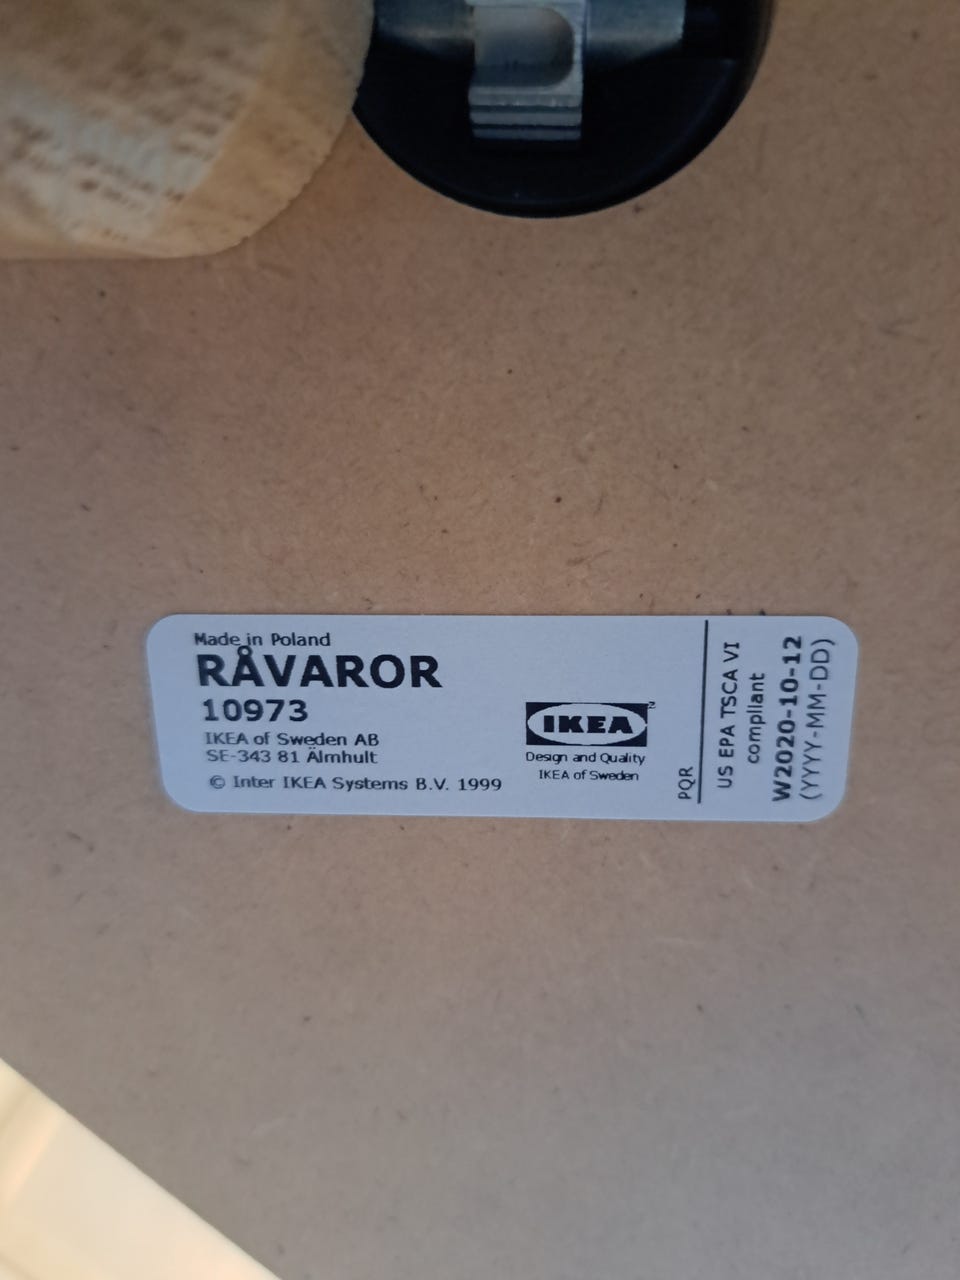 Made in Poland
RÅVAROR
10973
IKEA of Sweden AB
SE-343 81 Älmhult
© Inter IKEA Systems B.V. 1999
IKEA
Design and Quality
IKEA of Sweden
PQR
US EPA TSCA VI
compliant
W2020-10-12
(YYYY-MM-DD)